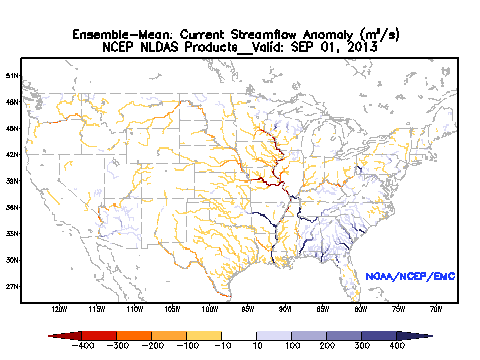 Ensemble-Mean: Current Streamflow Anomaly (m³/s)
NCEP NLDAS Products__Valid: SEP 01, 2013
51N
48N
45N
42N
39N
36N
33N
30N
27N
NOAA/NCEP/EMC
120W 115W 110W 105W 100W 95W 90W 85W 80W 75W 70W
-400 -300 -200 -100 -10 10 100 200 300 400